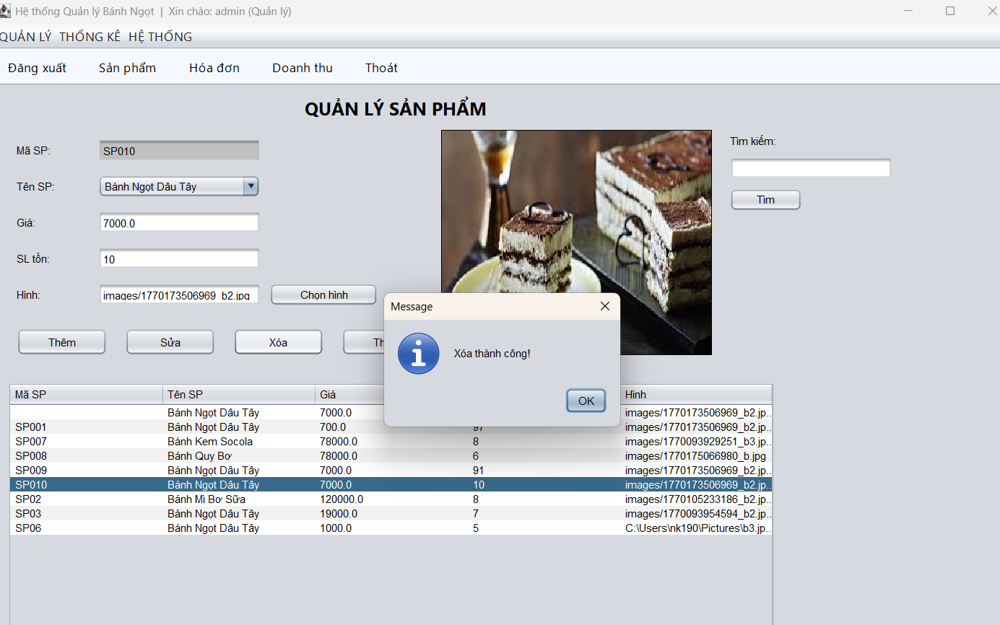 Hệ thống Quản lý Bánh Ngọt | Xin chào: admin (Quản lý)
QUẢN LÝ THỐNG KÊ HỆ THỐNG
Đăng xuất Sản phẩm Hóa đơn Doanh thu Thoát
QUẢN LÝ SẢN PHẨM
Mã SP: SP010
Tên SP: Bánh Ngọt Dâu Tây
Giá: 7000.0
SL tồn: 10
Hình: images/1770173506969_b2.jpg Chọn hình
Tìm kiếm:
Tìm
Thêm Sửa Xóa
Message
Xóa thành công!
OK
Mã SP Tên SP Giá Hình
Bánh Ngọt Dâu Tây 7000.0 images/1770173506969_b2.jp..
SP001 Bánh Ngọt Dâu Tây 700.0 97 images/1770173506969_b2.jp..
SP007 Bánh Kem Socola 78000.0 8 images/1770093929251_b3.jp..
SP008 Bánh Quy Bơ 78000.0 6 images/1770175066980_b.jpg
SP009 Bánh Ngọt Dâu Tây 7000.0 91 images/1770173506969_b2.jp..
SP010 Bánh Ngọt Dâu Tây 7000.0 10 images/1770173506969_b2.jp..
SP02 Bánh Mì Bơ Sữa 120000.0 8 images/1770105233186_b2.jp..
SP03 Bánh Ngọt Dâu Tây 19000.0 7 images/1770093954594_b2.jp..
SP06 Bánh Ngọt Dâu Tây 1000.0 5 C:\Users\nk190\Pictures\b3.jp..